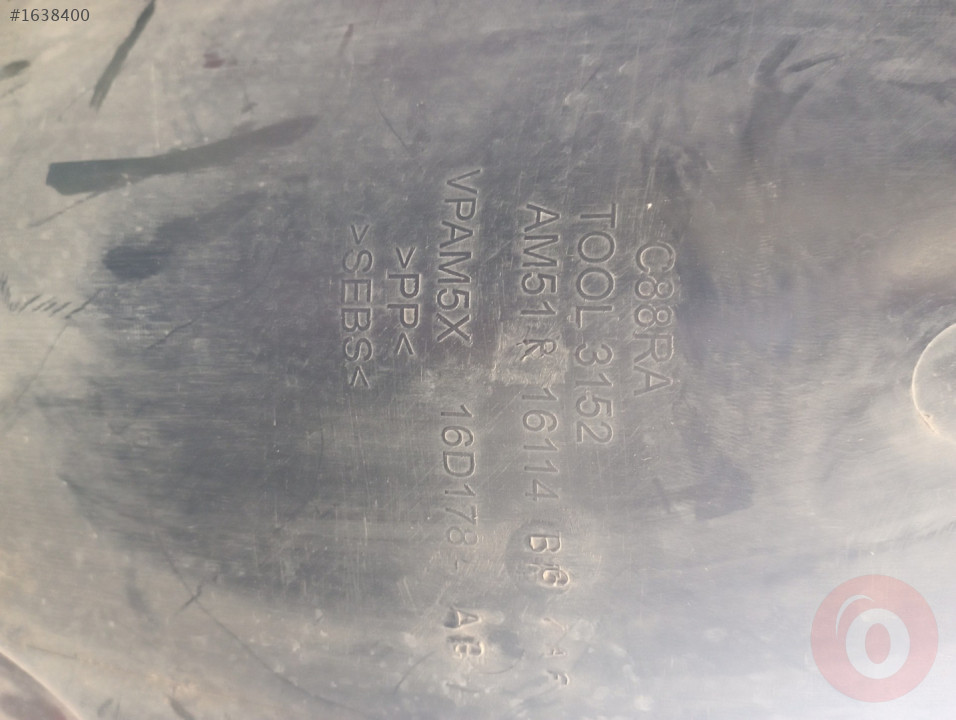 #1638400
C88RA
TOOL 3152
AM51 R 16114 B
VPAM5X 16D178
>PP<
>SEBS<